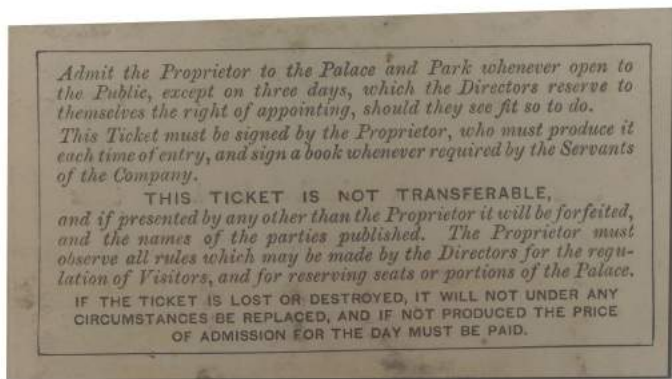 Admit the Proprietor to the Palace and Park whenever open to
the Public, except on three days, which the Directors reserve to
themselves the right of appointing, should they see fit so to do.
This Ticket must be signed by the Proprietor, who must produce it
each time of entry, and sign a book whenever required by the Servants
of the Company.
THIS TICKET IS NOT TRANSFERABLE,
and if presented by any other than the Proprietor it will be forfeited,
and the names of the parties published. The Proprietor must
observe all rules which may be made by the Directors for the regu-
lation of Visitors, and for reserving seats or portions of the Palace.
IF THE TICKET IS LOST OR DESTROYED, IT WILL NOT UNDER ANY
CIRCUMSTANCES BE REPLACED, AND IF NOT PRODUCED THE PRICE
OF ADMISSION FOR THE DAY MUST BE PAID.